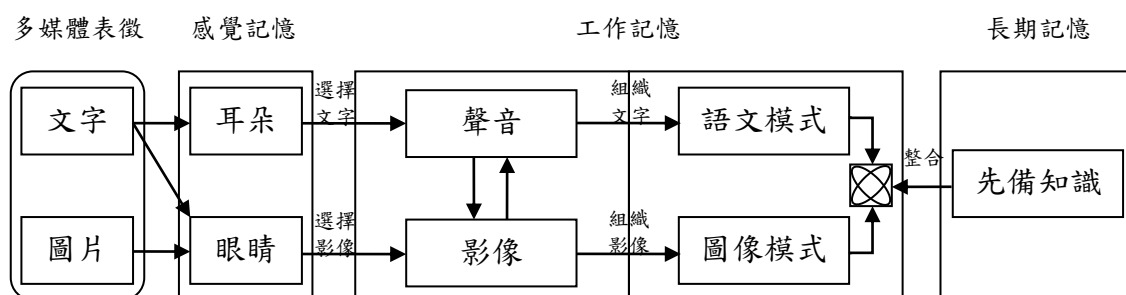 多媒體表徵 感覺記憶 工作記憶 長期記憶
選擇 組織
文字 耳朵 文字 聲音 文字 語文模式
整合 先備知識
選擇 組織
圖片 眼睛 影像 影像 影像 圖像模式